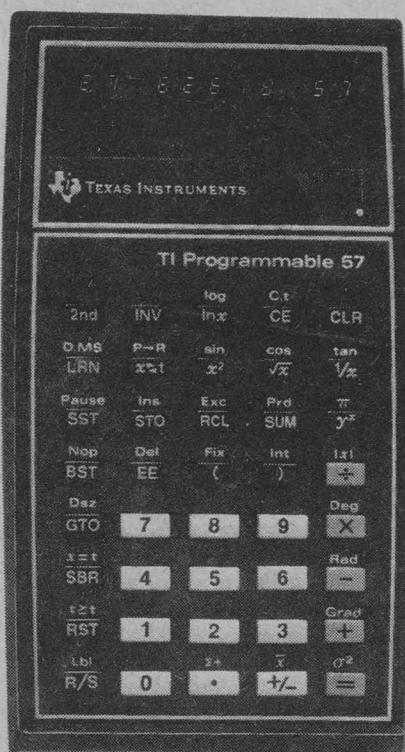 TEXAS INSTRUMENTS
TI Programmable 57
log C.t
2nd INV lnx CE CLR
D.MS P→R sin cos tan
LRN x⇄t x² √x 1/x
Pause Ins Exc Prd π
SST STO RCL SUM yˣ
Nop Del Fix Int |x|
BST EE ( ) ÷
Dsz Deg
GTO 7 8 9 ×
x=t Rad
SBR 4 5 6 −
x≥t Grad
RST 1 2 3 +
Lbl Σ+ x̄ σ²
R/S 0 . +/− =